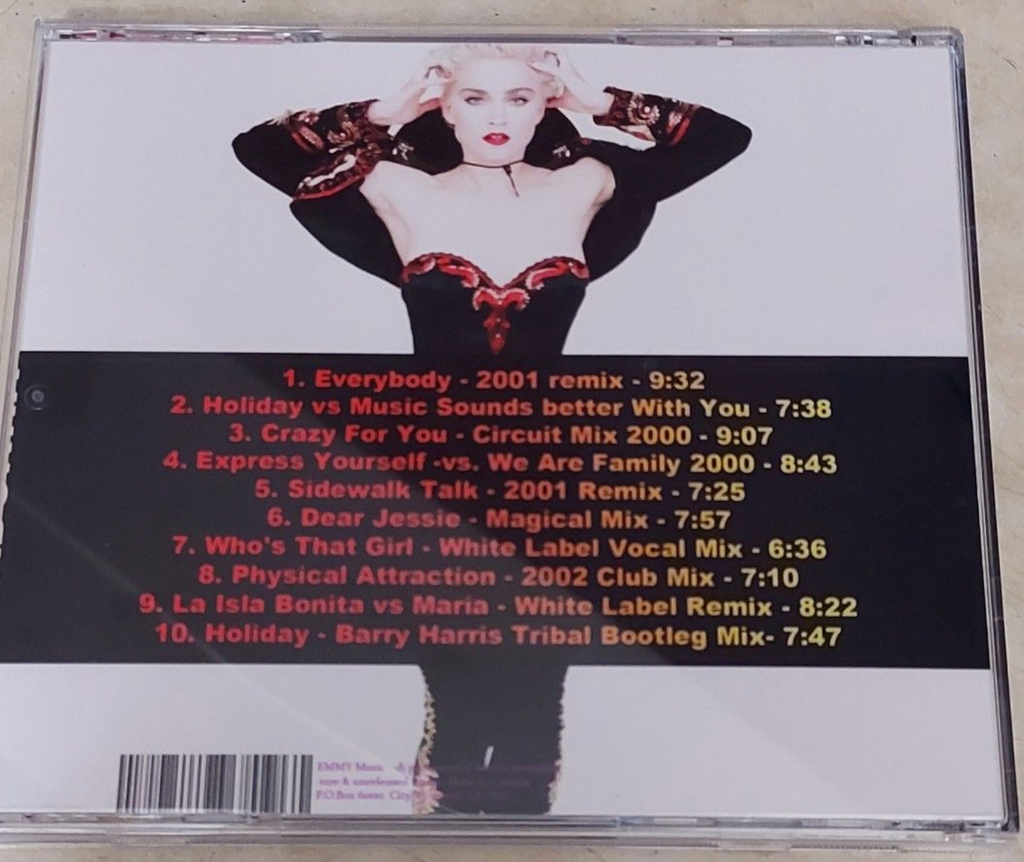 1. Everybody - 2001 remix - 9:32
2. Holiday vs Music Sounds better With You - 7:38
3. Crazy For You - Circuit Mix 2000 - 9:07
4. Express Yourself -vs. We Are Family 2000 - 8:43
5. Sidewalk Talk - 2001 Remix - 7:25
6. Dear Jessie - Magical Mix - 7:57
7. Who's That Girl - White Label Vocal Mix - 6:36
8. Physical Attraction - 2002 Club Mix - 7:10
9. La Isla Bonita vs Maria - White Label Remix - 8:22
10. Holiday - Barry Harris Tribal Bootleg Mix- 7:47
EMMY Music
rare & unreleased
P.O.Box 6000 City